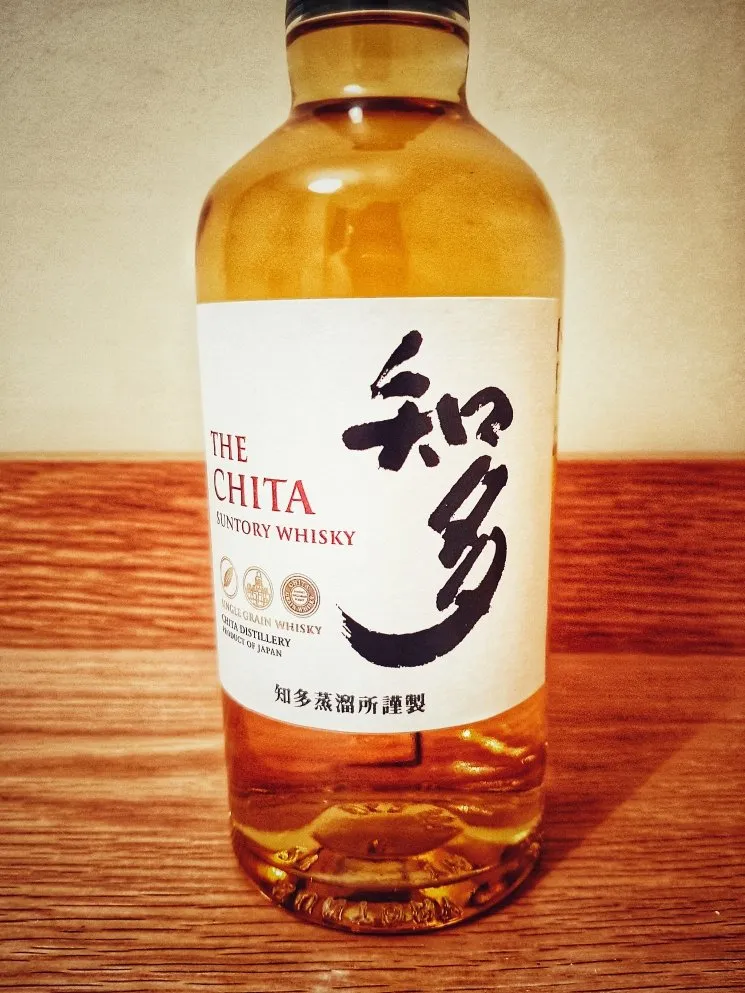 知多
THE
CHITA
SUNTORY WHISKY
SINGLE GRAIN WHISKY
CHITA DISTILLERY
PRODUCT OF JAPAN
知多蒸溜所謹製